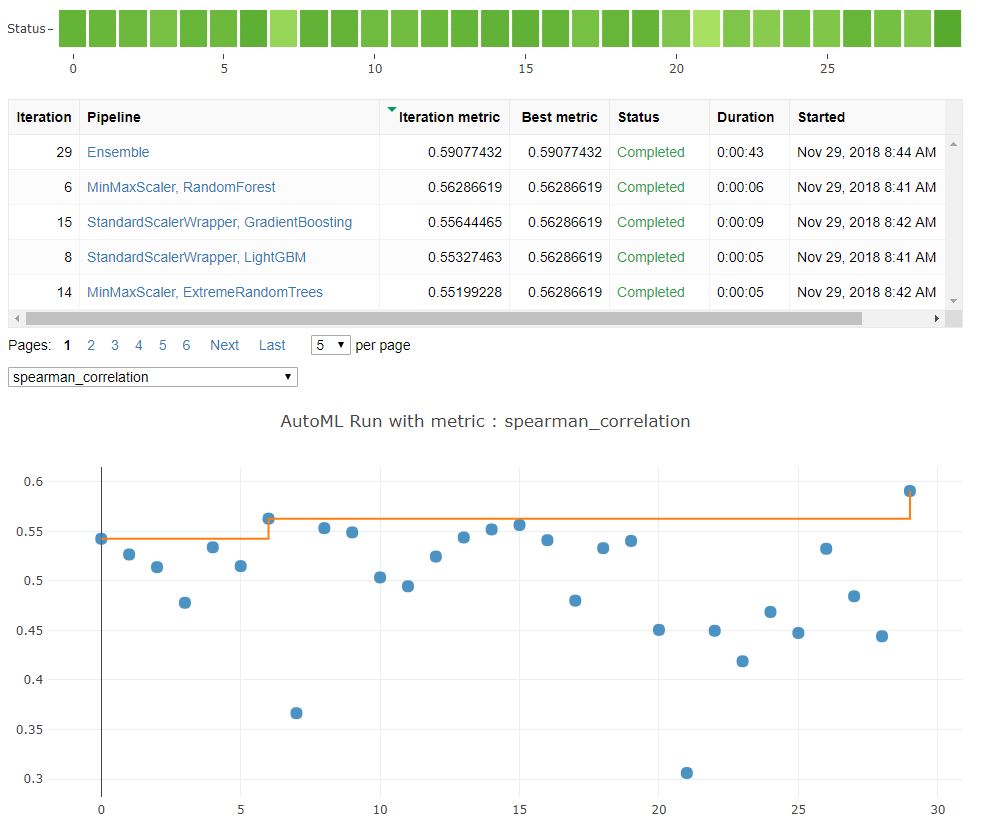 Status
0 5 10 15 20 25
Iteration Pipeline Iteration metric Best metric Status Duration Started
29 Ensemble 0.59077432 0.59077432 Completed 0:00:43 Nov 29, 2018 8:44 AM
6 MinMaxScaler, RandomForest 0.56286619 0.56286619 Completed 0:00:06 Nov 29, 2018 8:41 AM
15 StandardScalerWrapper, GradientBoosting 0.55644465 0.56286619 Completed 0:00:09 Nov 29, 2018 8:42 AM
8 StandardScalerWrapper, LightGBM 0.55327463 0.56286619 Completed 0:00:05 Nov 29, 2018 8:41 AM
14 MinMaxScaler, ExtremeRandomTrees 0.55199228 0.56286619 Completed 0:00:05 Nov 29, 2018 8:42 AM
Pages: 1 2 3 4 5 6 Next Last 5 per page
spearman_correlation
AutoML Run with metric : spearman_correlation
0.6
0.55
0.5
0.45
0.4
0.35
0.3
0 5 10 15 20 25 30